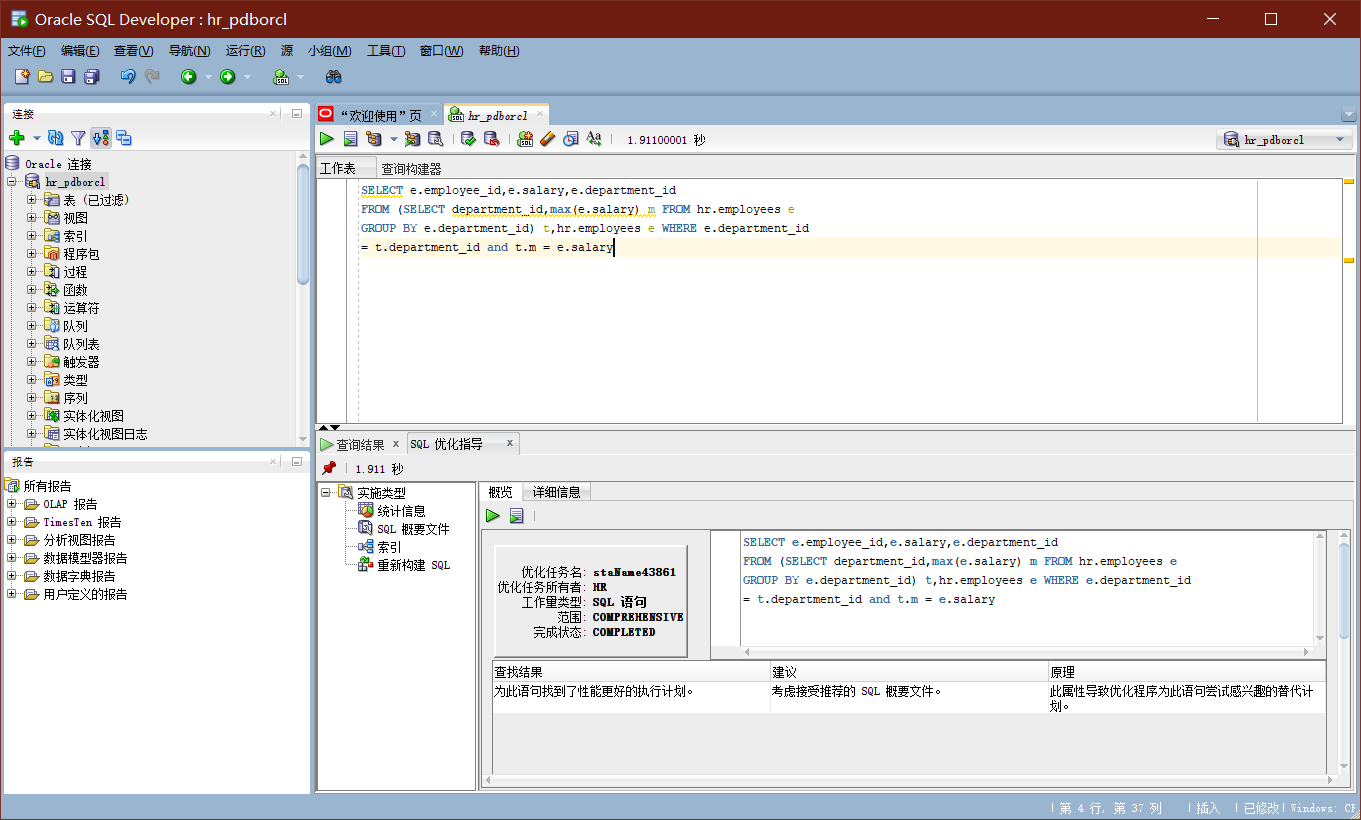 Oracle SQL Developer : hr_pdborcl
文件(F) 编辑(E) 查看(V) 导航(N) 运行(R) 源 小组(M) 工具(T) 窗口(W) 帮助(H)
连接
Oracle 连接
hr_pdborcl
表 (已过滤)
视图
索引
程序包
过程
函数
运算符
队列
队列表
触发器
类型
序列
实体化视图
实体化视图日志
报告
所有报告
OLAP 报告
TimesTen 报告
分析视图报告
数据模型器报告
数据字典报告
用户定义的报告
“欢迎使用”页 hr_pdborcl
1.91100001 秒 hr_pdborcl
工作表 查询构建器
SELECT e.employee_id,e.salary,e.department_id
FROM (SELECT department_id,max(e.salary) m FROM hr.employees e
GROUP BY e.department_id) t,hr.employees e WHERE e.department_id
= t.department_id and t.m = e.salary
查询结果 x SQL 优化指导 x
1.911 秒
实施类型
统计信息
SQL 概要文件
索引
重新构建 SQL
概览 详细信息
优化任务名: staName43861
优化任务所有者: HR
工作量类型: SQL 语句
范围: COMPREHENSIVE
完成状态: COMPLETED
SELECT e.employee_id,e.salary,e.department_id
FROM (SELECT department_id,max(e.salary) m FROM hr.employees e
GROUP BY e.department_id) t,hr.employees e WHERE e.department_id
= t.department_id and t.m = e.salary
查找结果 建议 原理
为此语句找到了性能更好的执行计划。 考虑接受推荐的 SQL 概要文件。 此属性导致优化程序为此语句尝试感兴趣的替代计
划。
第 4 行, 第 37 列 插入 已修改 Windows: CF